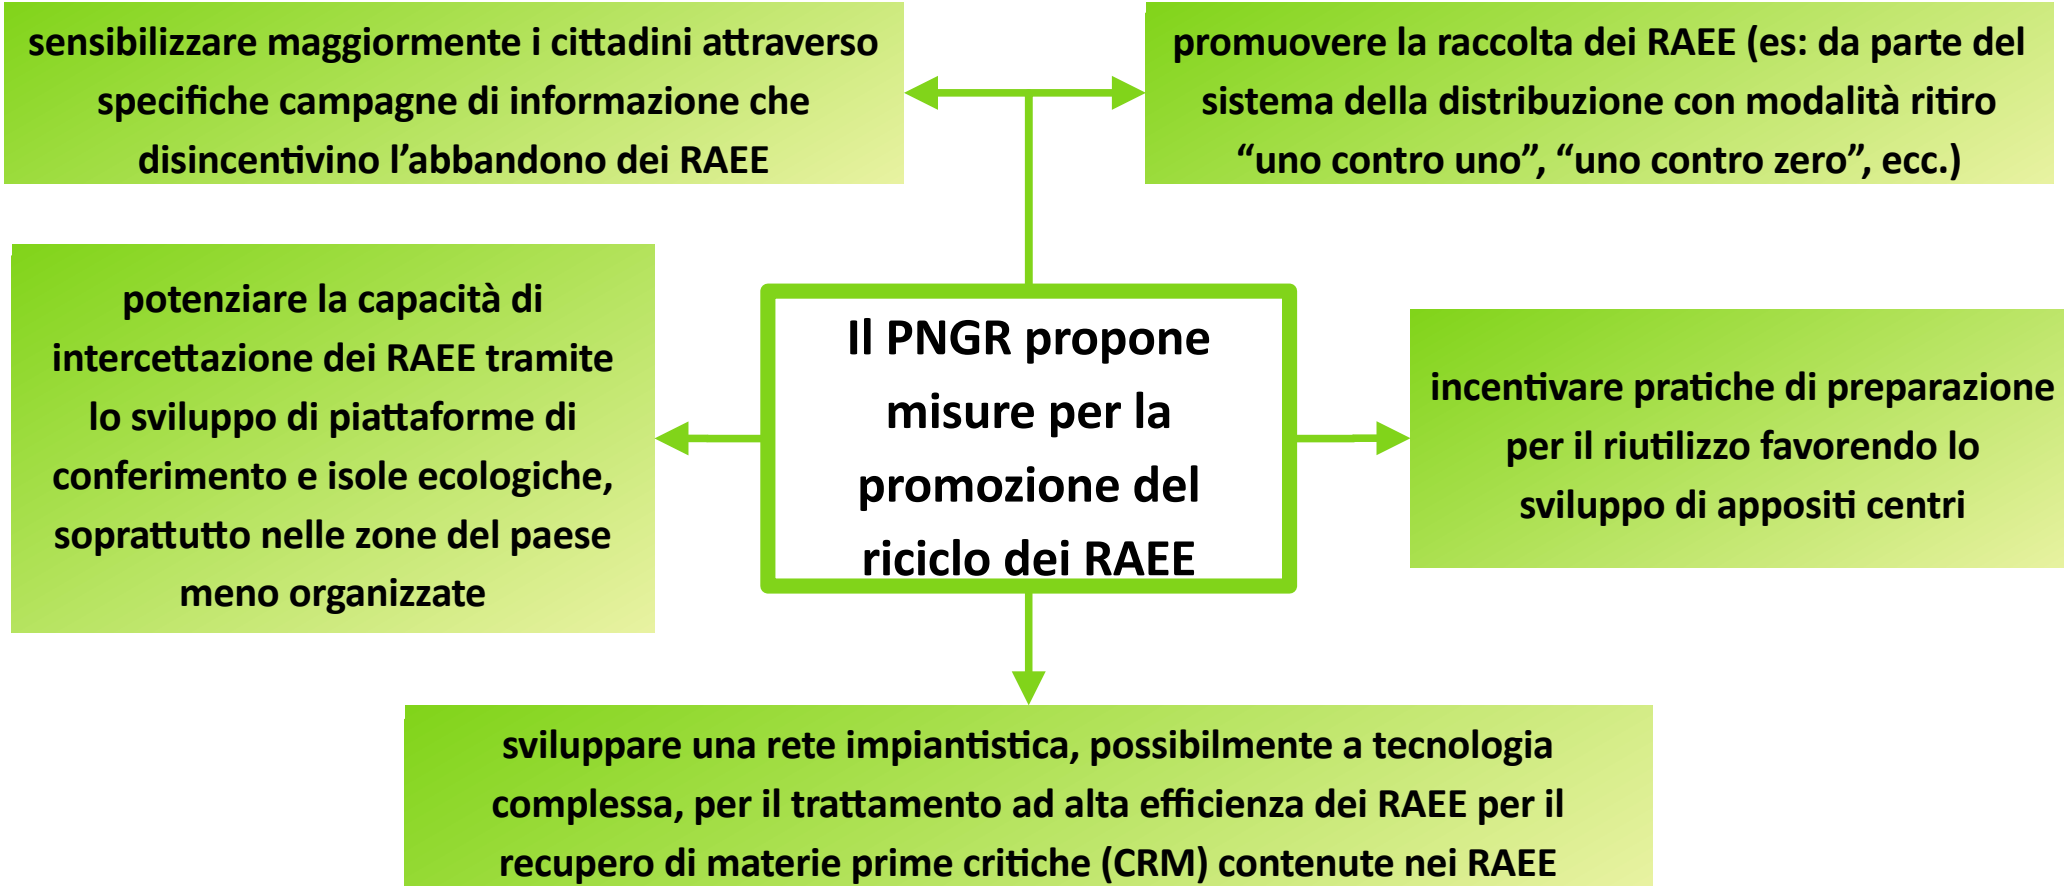 sensibilizzare maggiormente i cittadini attraverso
specifiche campagne di informazione che
disincentivino l’abbandono dei RAEE
promuovere la raccolta dei RAEE (es: da parte del
sistema della distribuzione con modalità ritiro
“uno contro uno”, “uno contro zero”, ecc.)
potenziare la capacità di
intercettazione dei RAEE tramite
lo sviluppo di piattaforme di
conferimento e isole ecologiche,
soprattutto nelle zone del paese
meno organizzate
Il PNGR propone
misure per la
promozione del
riciclo dei RAEE
incentivare pratiche di preparazione
per il riutilizzo favorendo lo
sviluppo di appositi centri
sviluppare una rete impiantistica, possibilmente a tecnologia
complessa, per il trattamento ad alta efficienza dei RAEE per il
recupero di materie prime critiche (CRM) contenute nei RAEE